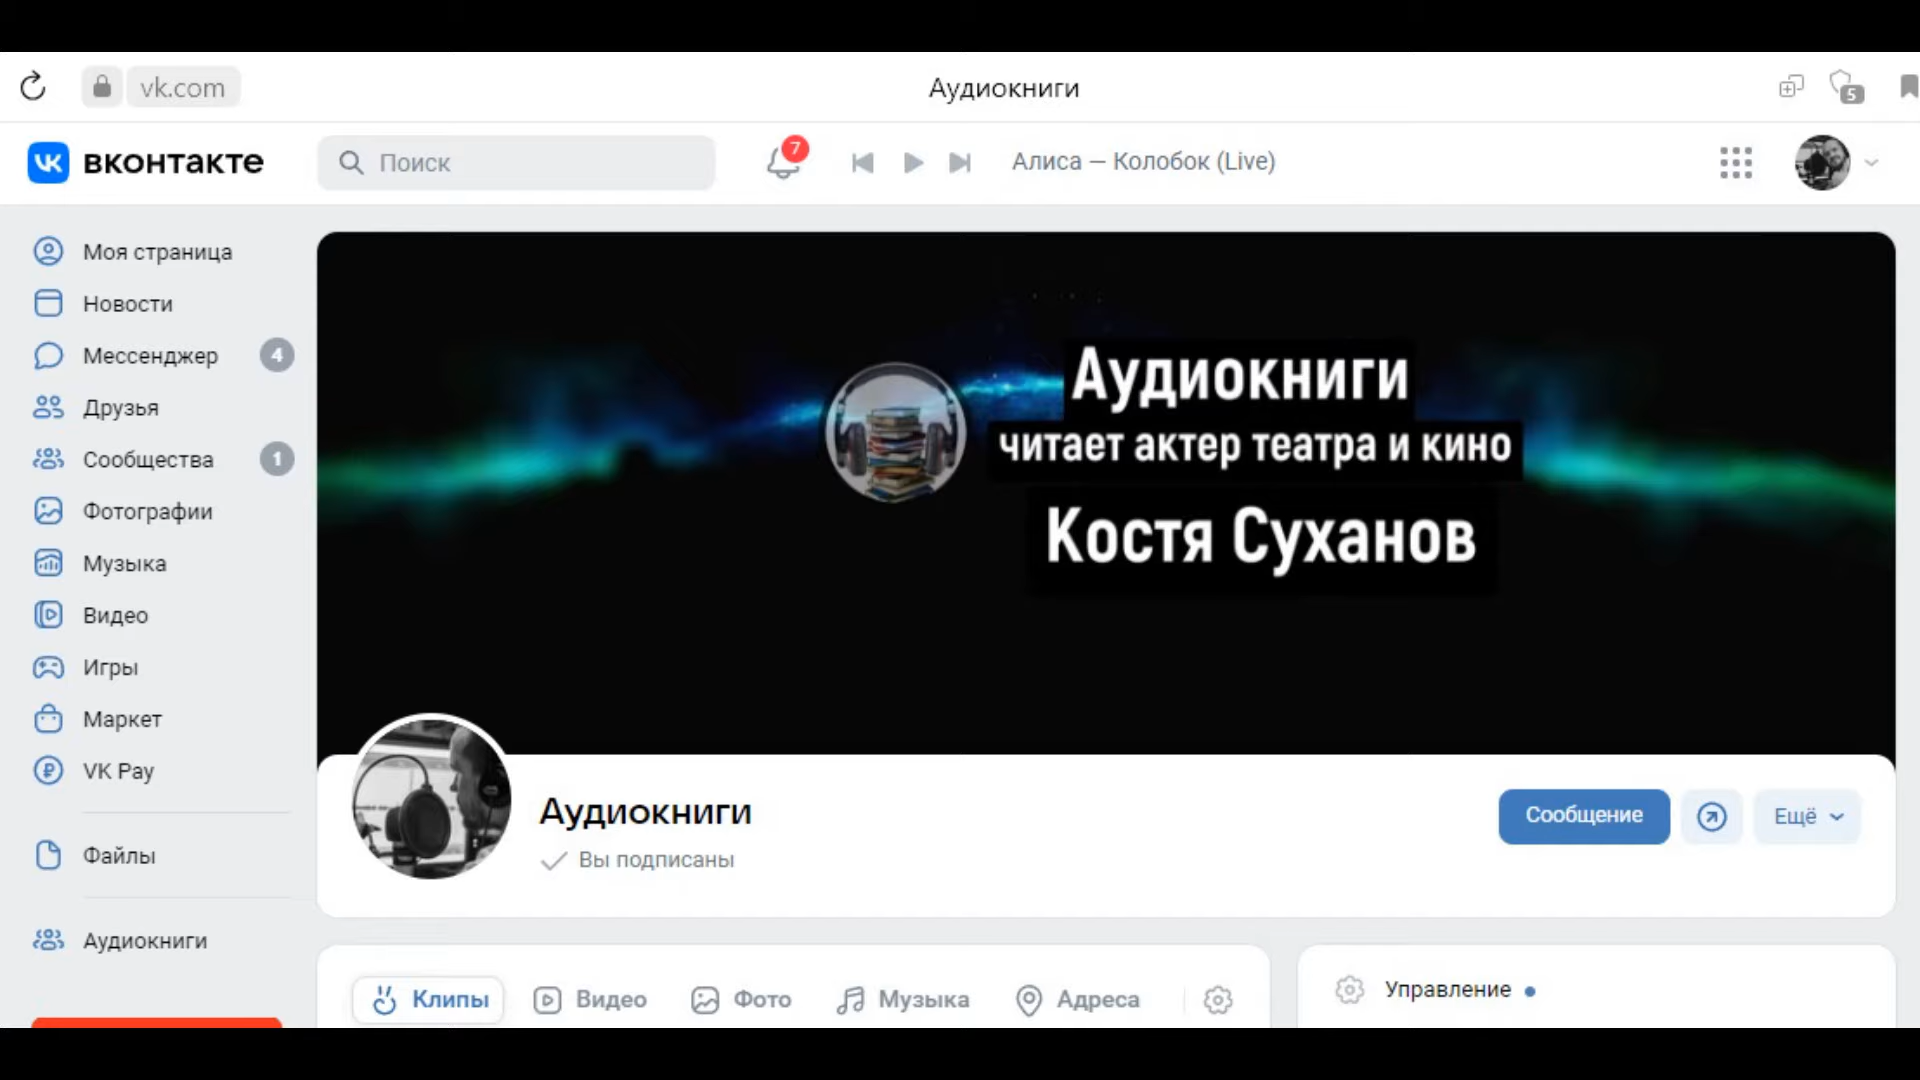 vk.com
Аудиокниги
5
вконтакте
Поиск
7
Алиса — Колобок (Live)
Моя страница
Новости
Мессенджер 4
Друзья
Сообщества 1
Фотографии
Музыка
Видео
Игры
Маркет
VK Pay
Файлы
Аудиокниги
Аудиокниги
читает актер театра и кино
Костя Суханов
Аудиокниги
Вы подписаны
Сообщение
Ещё
Клипы
Видео
Фото
Музыка
Адреса
Управление